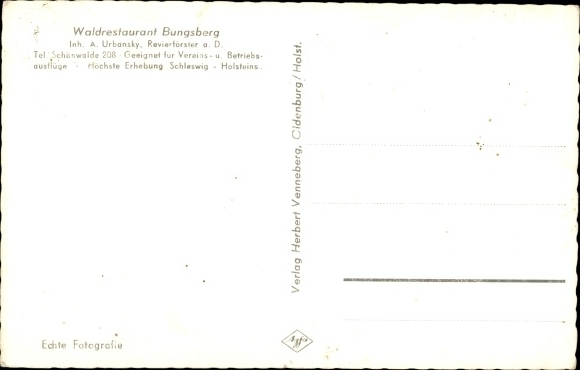 Waldrestaurant Bungsberg
Inh. A. Urbansky, Revierförster a. D.
Tel. Schönwalde 208 - Geeignet für Vereins- u. Betriebs-
ausflüge - Höchste Erhebung Schleswig - Holsteins.
Verlag Herbert Venneberg, Oldenburg/Holst.
Echte Fotografie
Agfa